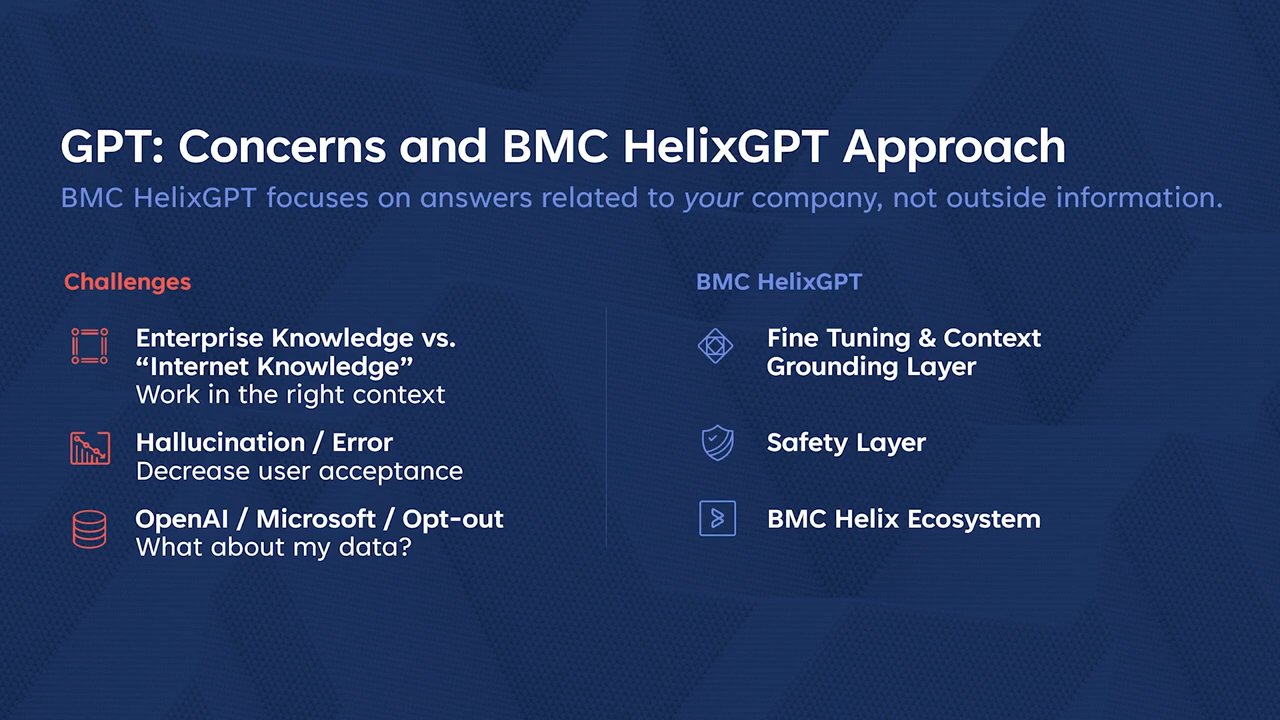 GPT: Concerns and BMC HelixGPT Approach
BMC HelixGPT focuses on answers related to your company, not outside information.
Challenges
Enterprise Knowledge vs.
“Internet Knowledge”
Work in the right context
Hallucination / Error
Decrease user acceptance
OpenAI / Microsoft / Opt-out
What about my data?
BMC HelixGPT
Fine Tuning & Context
Grounding Layer
Safety Layer
BMC Helix Ecosystem